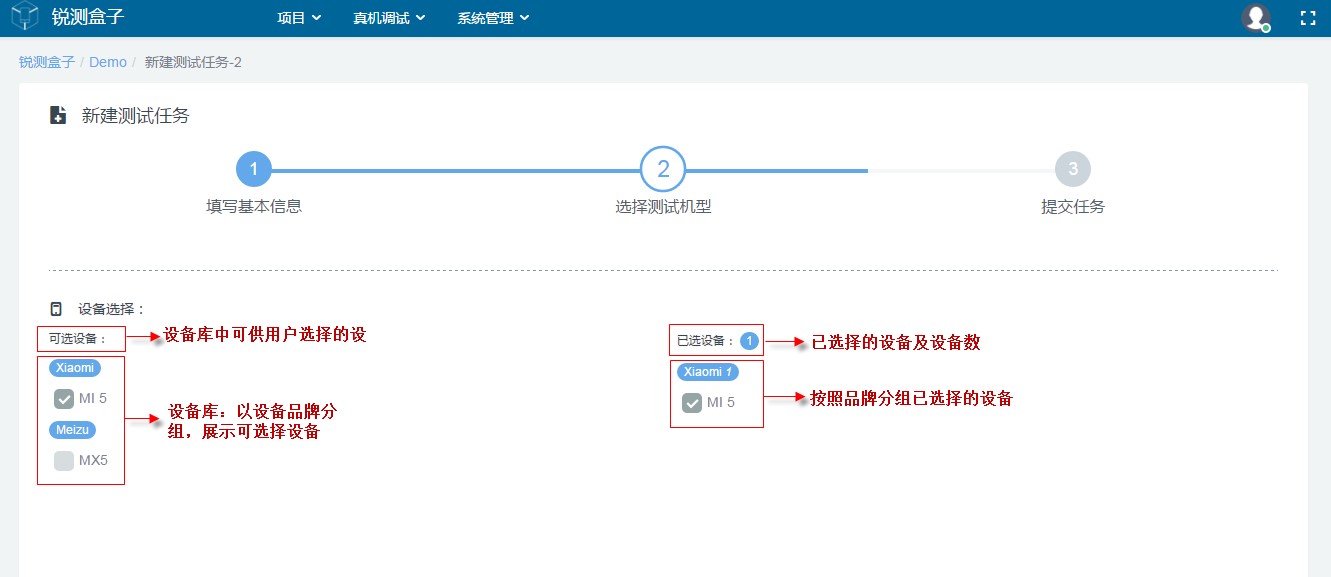 锐测盒子
项目
真机调试
系统管理
锐测盒子 / Demo / 新建测试任务-2
新建测试任务
1
2
3
填写基本信息
选择测试机型
提交任务
设备选择：
可选设备：
设备库中可供用户选择的设
Xiaomi
MI 5
Meizu
MX5
设备库：以设备品牌分
组，展示可选择设备
已选设备： 1
已选择的设备及设备数
Xiaomi 1
MI 5
按照品牌分组已选择的设备